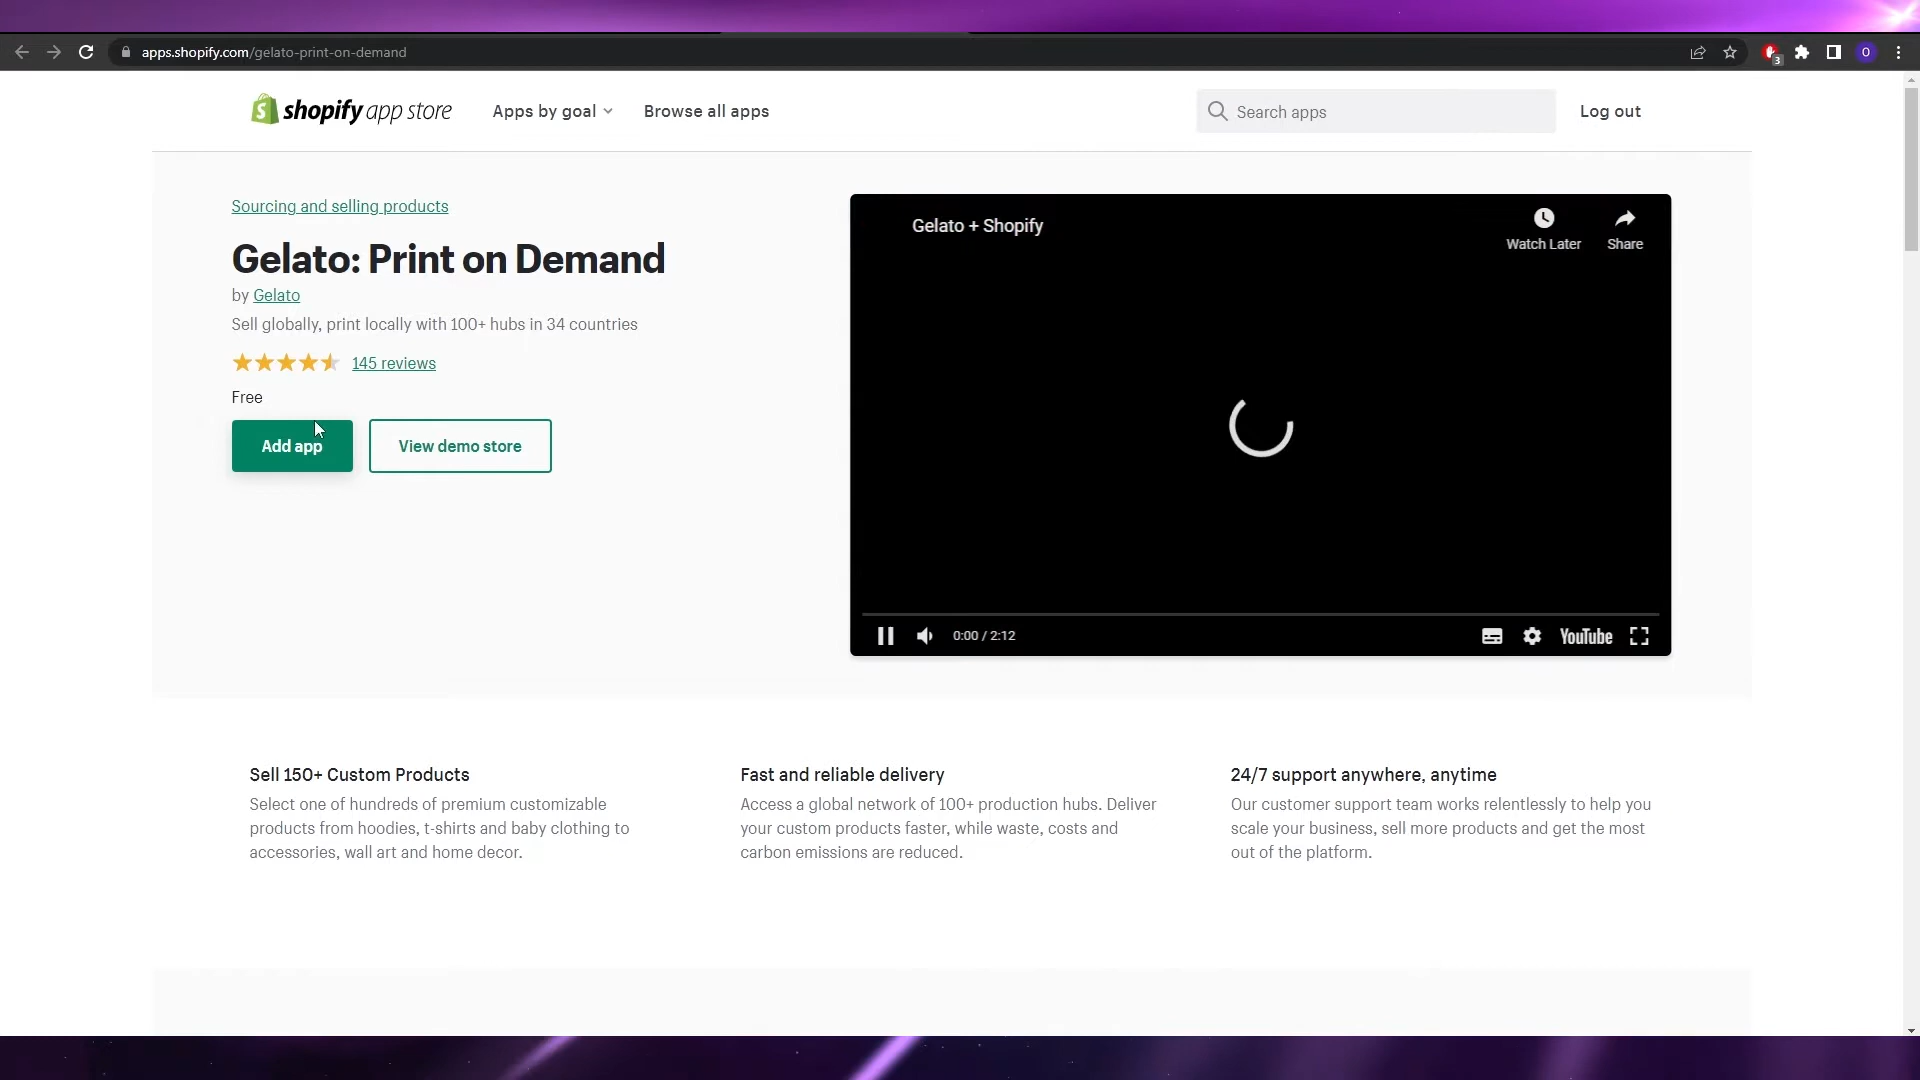 apps.shopify.com/gelato-print-on-demand
3
O
shopify app store
Apps by goal
Browse all apps
Search apps
Log out
Sourcing and selling products
Gelato: Print on Demand
by Gelato
Sell globally, print locally with 100+ hubs in 34 countries
145 reviews
Free
Add app
View demo store
Gelato + Shopify
Watch Later
Share
0:00 / 2:12
YouTube
Sell 150+ Custom Products
Select one of hundreds of premium customizable
products from hoodies, t-shirts and baby clothing to
accessories, wall art and home decor.
Fast and reliable delivery
Access a global network of 100+ production hubs. Deliver
your custom products faster, while waste, costs and
carbon emissions are reduced.
24/7 support anywhere, anytime
Our customer support team works relentlessly to help you
scale your business, sell more products and get the most
out of the platform.